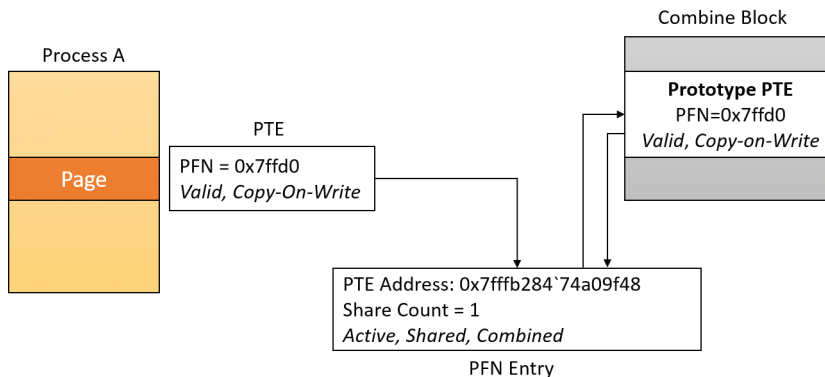 Combine Block
Process A
Prototype PTE
PFN=0x7ffd0
Valid, Copy-on-Write
PTE
PFN = 0x7ffd0
Valid, Copy-On-Write
Page
PTE Address: 0x7fffb284`74a09f48
Share Count = 1
Active, Shared, Combined
PFN Entry